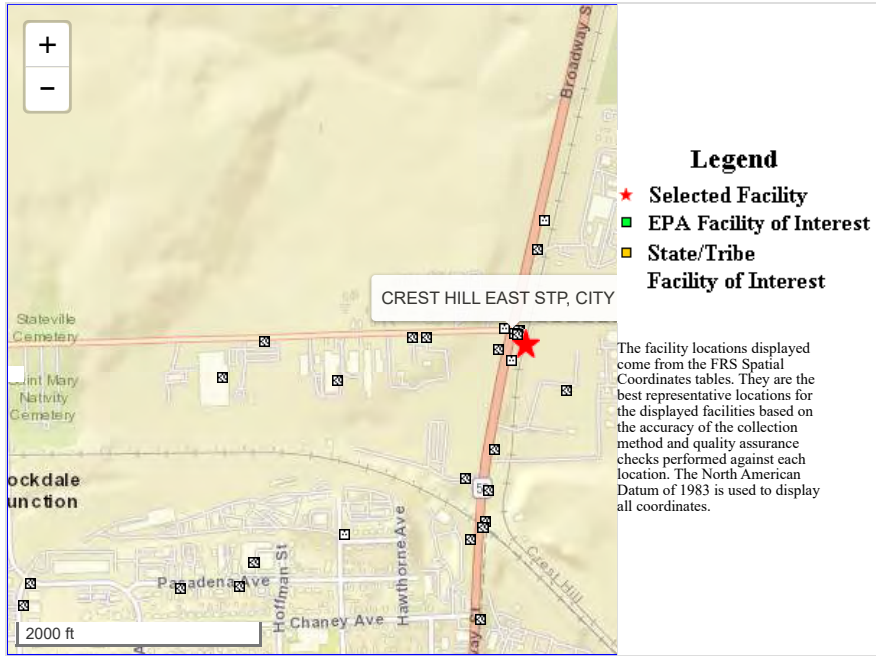 +
−
Broadway S
Legend
Selected Facility
EPA Facility of Interest
State/Tribe
Facility of Interest
CREST HILL EAST STP, CITY
Stateville
Cemetery
int Mary
Nativity
Cemetery
The facility locations displayed
come from the FRS Spatial
Coordinates tables. They are the
best representative locations for
the displayed facilities based on
the accuracy of the collection
method and quality assurance
checks performed against each
location. The North American
Datum of 1983 is used to display
all coordinates.
ockdale
unction
5
Crest Hill
Hawthorne Ave
Hoffman St
Pasadena Ave
Chaney Ave
way St
2000 ft
A